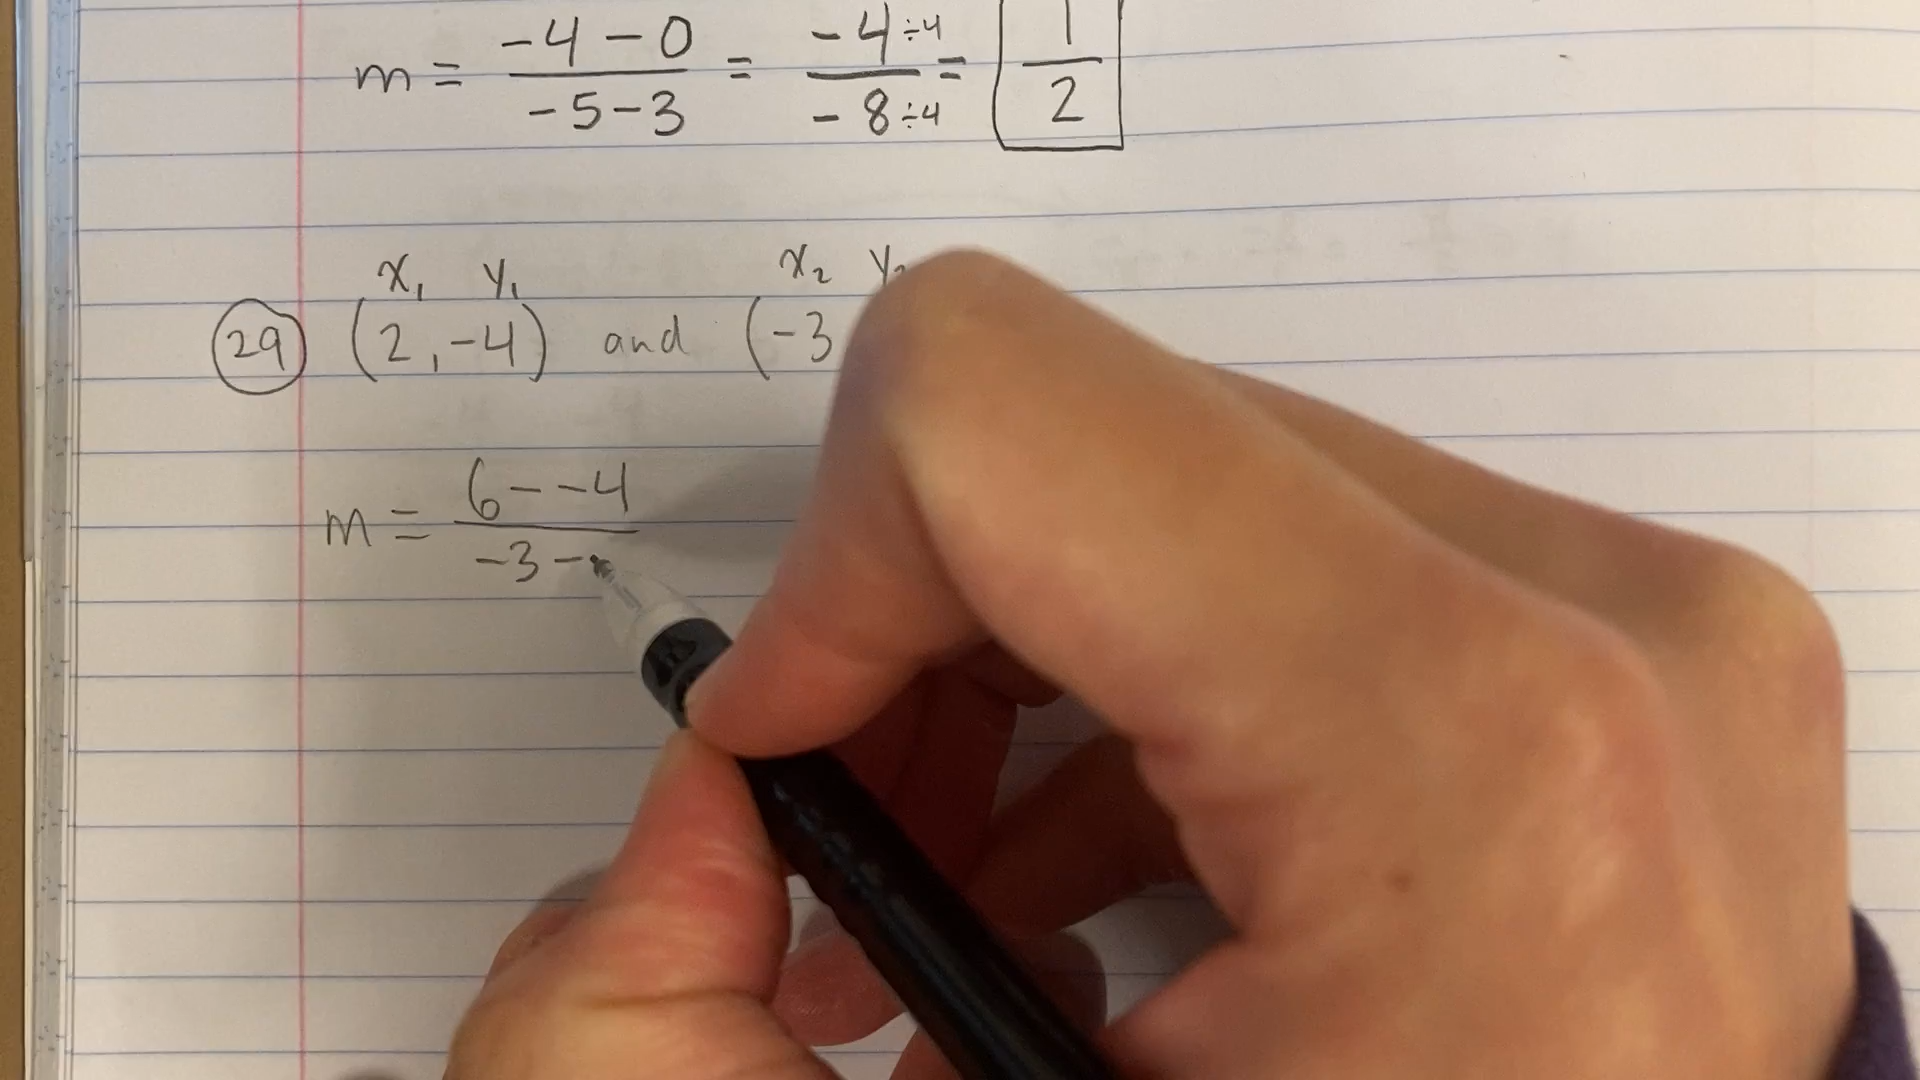 m = -4 - 0 / -5 - 3 = -4 ÷4 / -8 ÷4 = 1 / 2
x₁ y₁ x₂ y₂
29 (2, -4) and (-3
m = 6 - -4 / -3 -